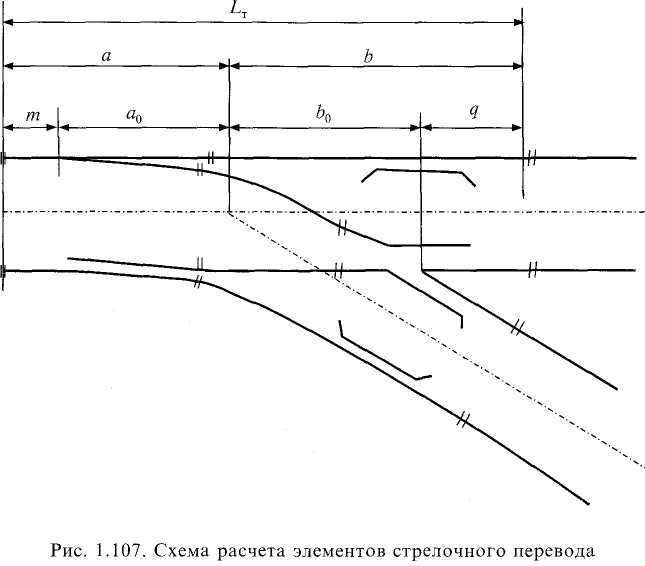 Lт
a b
m a0 b0 q
Рис. 1.107. Схема расчета элементов стрелочного перевода